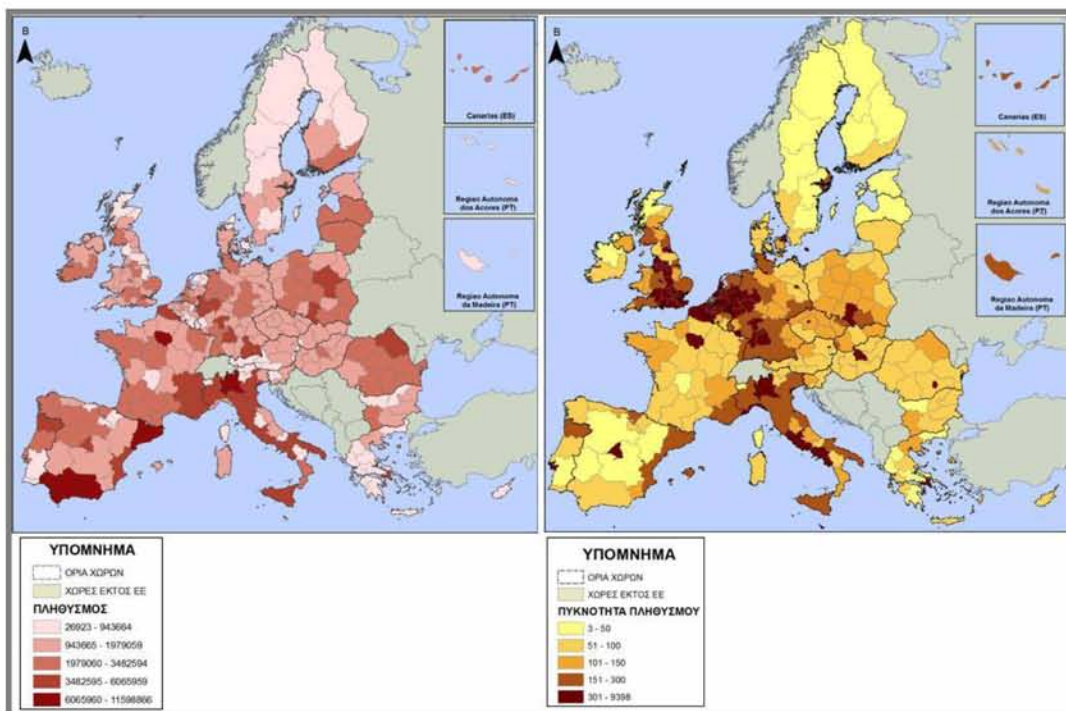 B
Canarias (ES)
Regiao Autonoma
dos Acores (PT)
Regiao Autonoma
da Madeira (PT)
ΥΠΟΜΝΗΜΑ
ΟΡΙΑ ΧΩΡΩΝ
ΧΩΡΕΣ ΕΚΤΟΣ ΕΕ
ΠΛΗΘΥΣΜΟΣ
26923 - 943664
943665 - 1979059
1979060 - 3482594
3482595 - 6065959
6065960 - 11598866
B
Canarias (ES)
Regiao Autonoma
dos Acores (PT)
Regiao Autonoma
da Madeira (PT)
ΥΠΟΜΝΗΜΑ
ΟΡΙΑ ΧΩΡΩΝ
ΧΩΡΕΣ ΕΚΤΟΣ ΕΕ
ΠΥΚΝΟΤΗΤΑ ΠΛΗΘΥΣΜΟΥ
3 - 50
51 - 100
101 - 150
151 - 300
301 - 9398